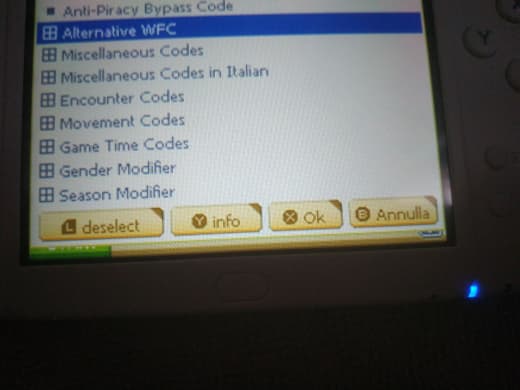 Anti-Piracy Bypass Code
Alternative WFC
Miscellaneous Codes
Miscellaneous Codes in Italian
Encounter Codes
Movement Codes
Game Time Codes
Gender Modifier
Season Modifier
L deselect Y info X Ok B Annulla
Y